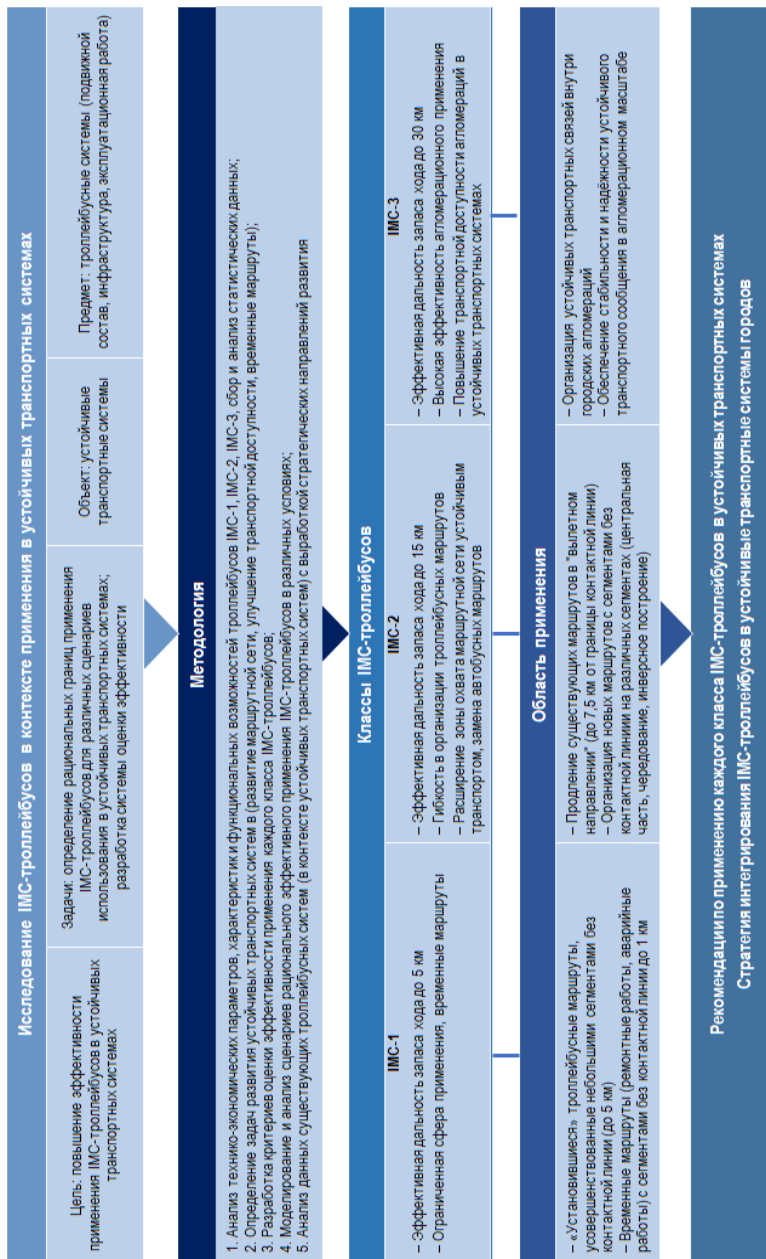 Исследование IMC-троллейбусов в контексте применения в устойчивых транспортных системах
Цель: повышение эффективности
применения IMC-троллейбусов в устойчивых
транспортных системах
Задачи: определение рациональных границ применения
IMC-троллейбусов для различных сценариев
использования в устойчивых транспортных системах;
разработка системы оценки эффективности
Объект: устойчивые
транспортные системы
Предмет: троллейбусные системы (подвижной
состав, инфраструктура, эксплуатационная работа)
Методология
1. Анализ технико-экономических параметров, характеристик и функциональных возможностей троллейбусов IMC-1, IMC-2, IMC-3, сбор и анализ статистических данных;
2. Определение задач развития устойчивых транспортных систем в (развитие маршрутной сети, улучшение транспортной доступности, временные маршруты);
3. Разработка критериев оценки эффективности применения каждого класса IMC-троллейбусов;
4. Моделирование и анализ сценариев рационального эффективного применения IMC-троллейбусов в различных условиях;
5. Анализ данных существующих троллейбусных систем (в контексте устойчивых транспортных систем) с выработкой стратегических направлений развития
Классы IMC-троллейбусов
IMC-1
– Эффективная дальность запаса хода до 5 км
– Ограниченная сфера применения, временные маршруты
IMC-2
– Эффективная дальность запаса хода до 15 км
– Гибкость в организации троллейбусных маршрутов
– Расширение зоны охвата маршрутной сети устойчивым
транспортом, замена автобусных маршрутов
IMC-3
– Эффективная дальность запаса хода до 30 км
– Высокая эффективность агломерационного применения
– Повышение транспортной доступности агломераций в
устойчивых транспортных системах
Область применения
– «Установившиеся» троллейбусные маршруты,
усовершенствованные небольшими сегментами без
контактной линии (до 5 км)
Временные маршруты (ремонтные работы, аварийные
работы) с сегментами без контактной линии до 1 км
– Продление существующих маршрутов в "вылетном
направлении" (до 7,5 км от границы контактной линии)
– Организация новых маршрутов с сегментами без
контактной линии на различных сегментах (центральная
часть, чередование, инверсное построение)
– Организация устойчивых транспортных связей внутри
городских агломераций
– Обеспечение стабильности и надёжности устойчивого
транспортного сообщения в агломерационном масштабе
Рекомендации по применению каждого класса IMC-троллейбусов в устойчивых транспортных системах
Стратегия интегрирования IMC-троллейбусов в устойчивые транспортные системы городов